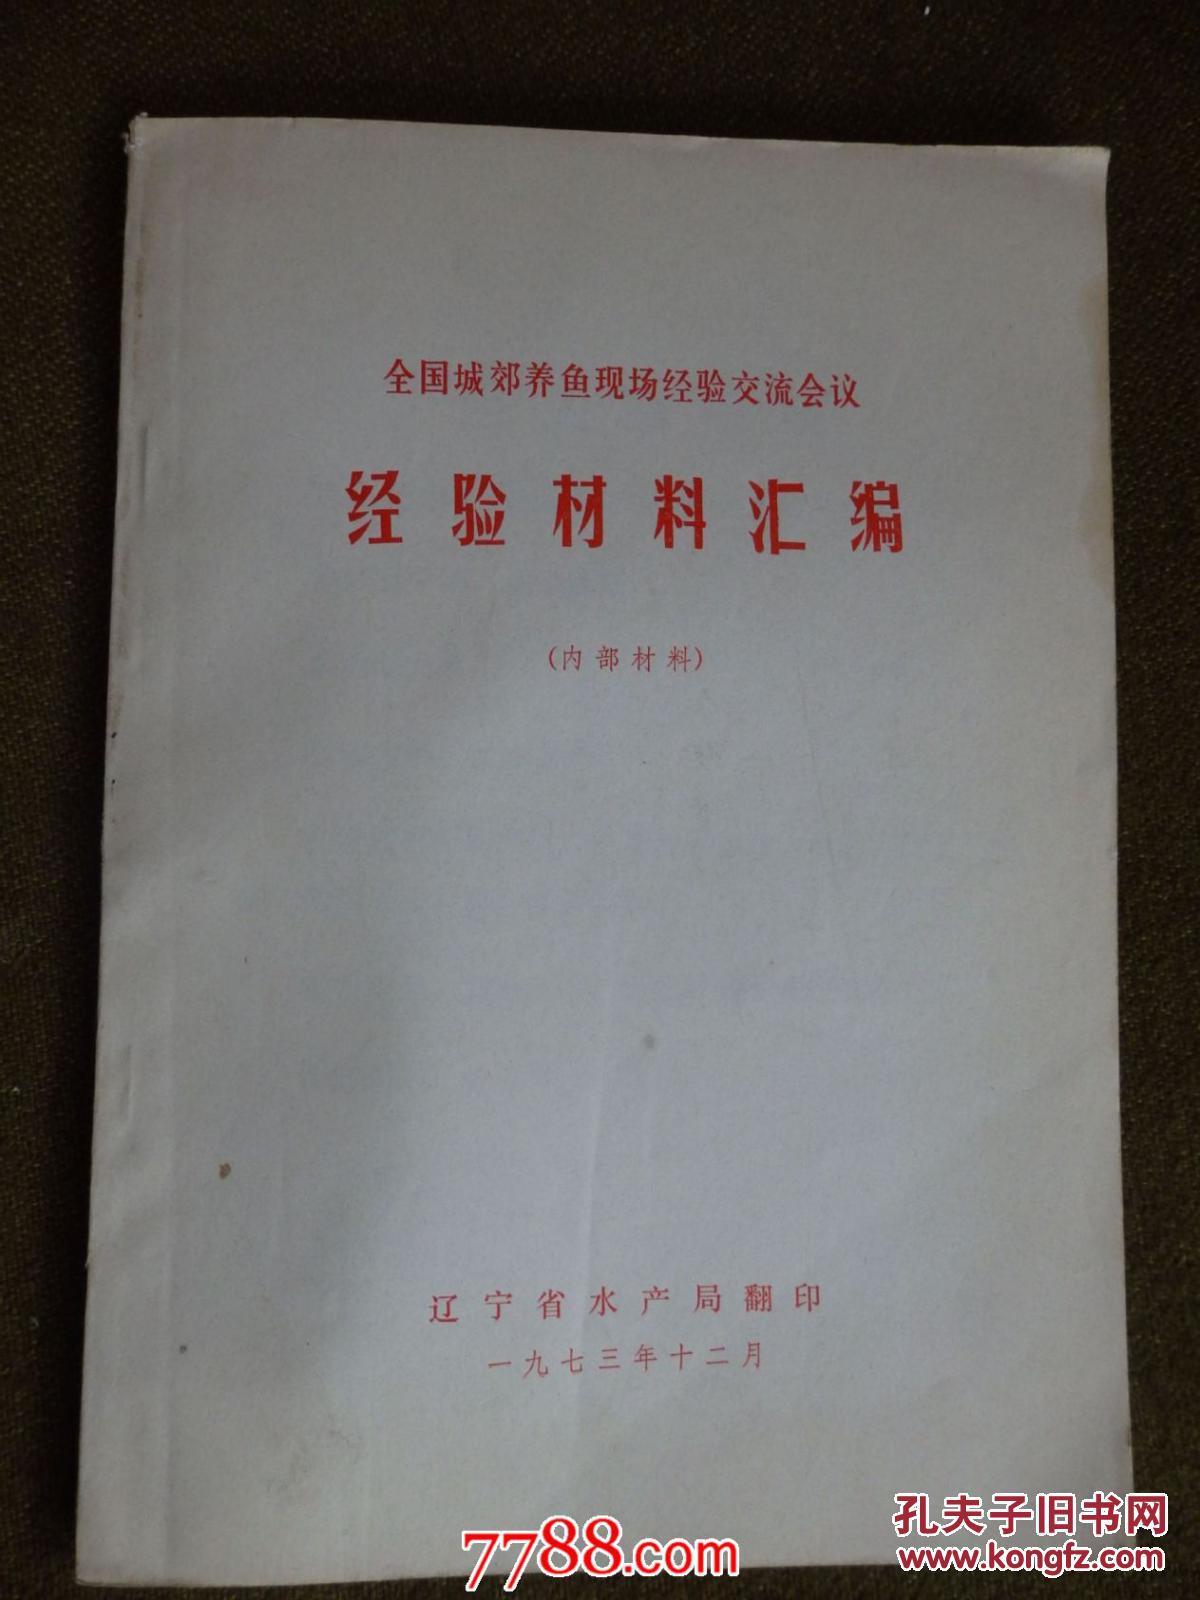 全国城郊养鱼现场经验交流会议
经验材料汇编
(内部材料)
辽宁省水产局翻印
一九七三年十二月
孔夫子旧书网
www.kongfz.com
7788.com